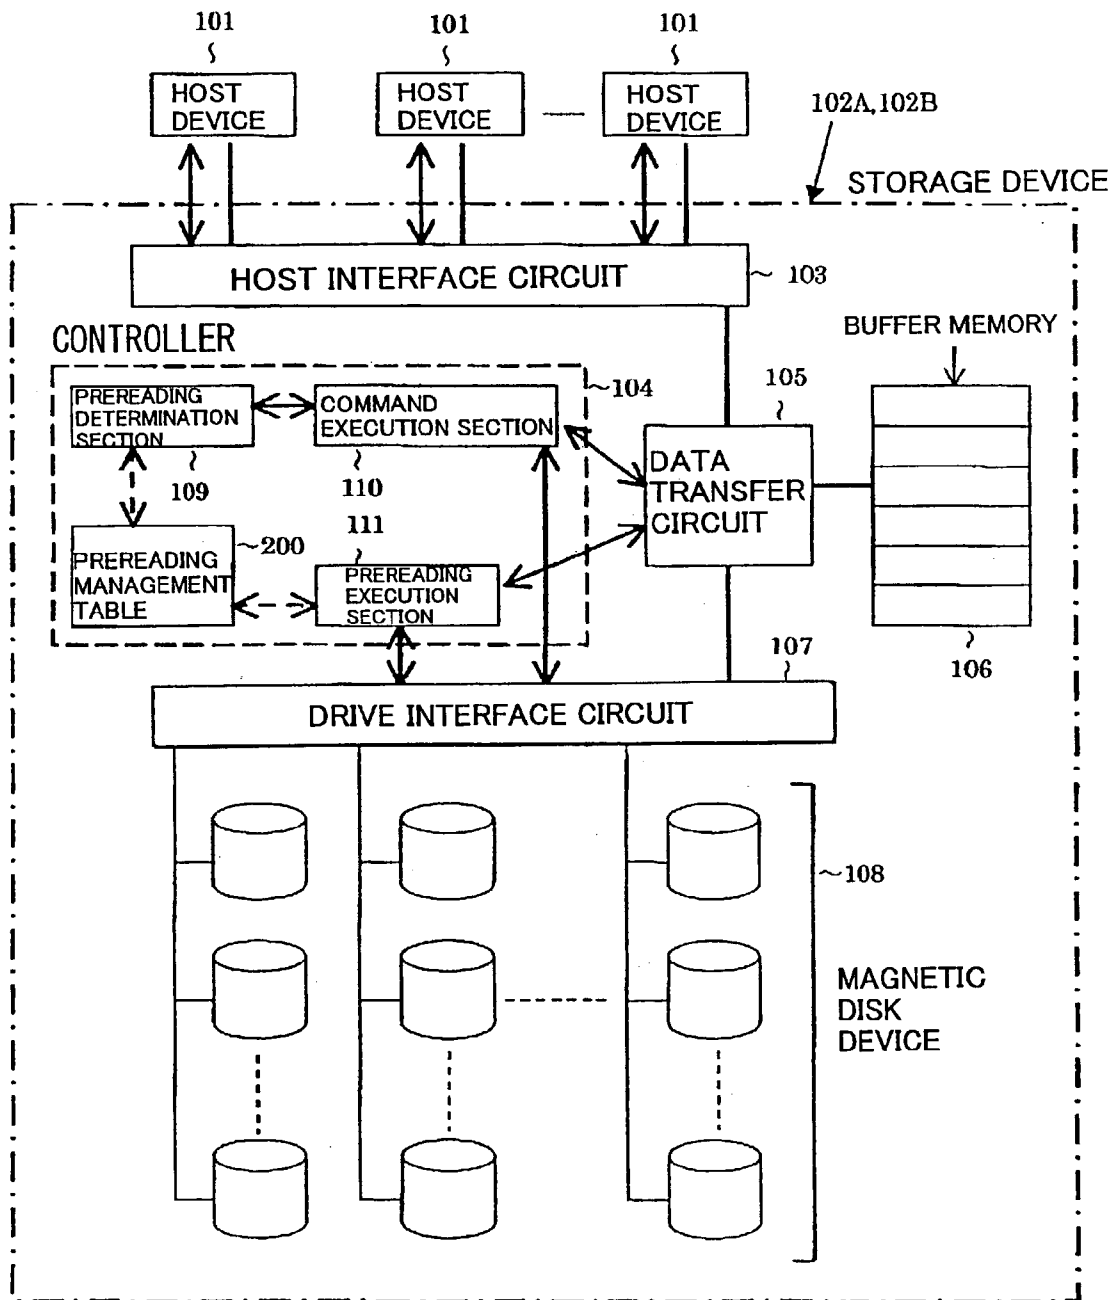 101
101
101
HOST
DEVICE
HOST
DEVICE
HOST
DEVICE
102A,102B
STORAGE DEVICE
HOST INTERFACE CIRCUIT
103
BUFFER MEMORY
CONTROLLER
104
105
PREREADING
DETERMINATION
SECTION
COMMAND
EXECUTION SECTION
109
110
DATA
TRANSFER
CIRCUIT
111
200
PREREADING
MANAGEMENT
TABLE
PREREADING
EXECUTION
SECTION
106
107
DRIVE INTERFACE CIRCUIT
108
MAGNETIC
DISK
DEVICE